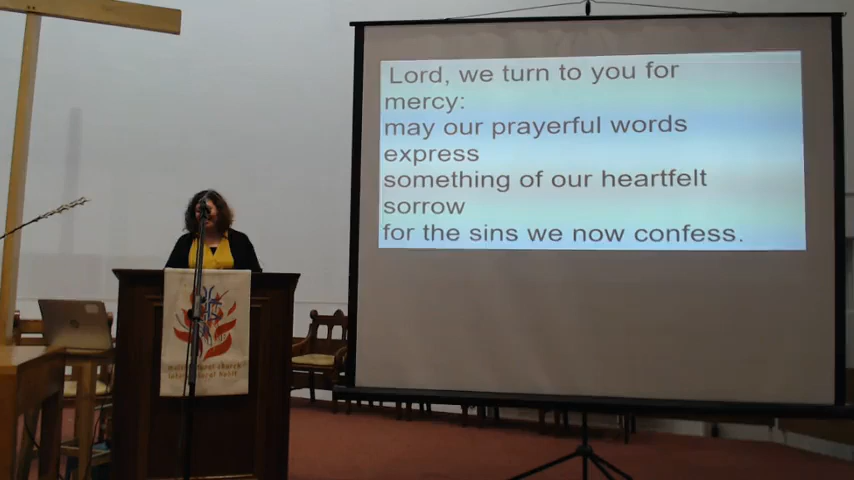 Lord, we turn to you for
mercy:
may our prayerful words
express
something of our heartfelt
sorrow
for the sins we now confess.